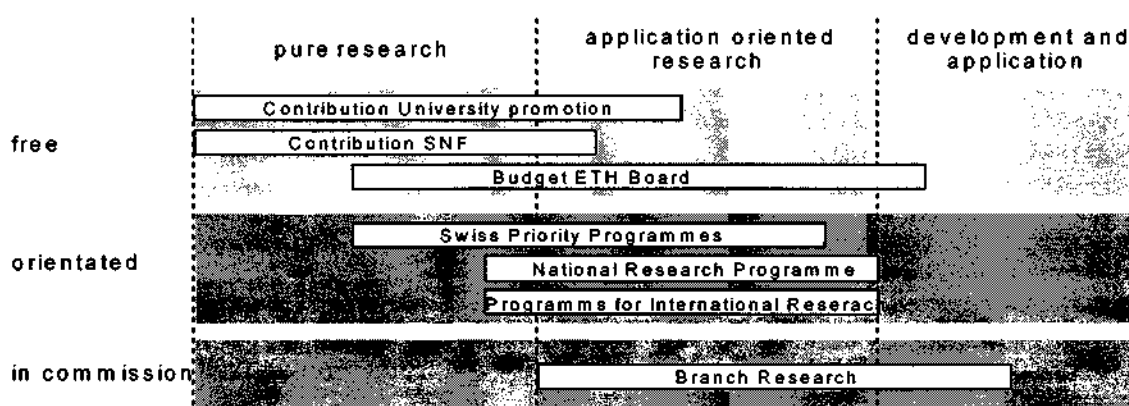 pure research
application oriented
research
development and
application
free
Contribution University promotion
Contribution SNF
Budget ETH Board
orientated
Swiss Priority Programmes
National Research Programme
Programms for International Reserac
in commission
Branch Research